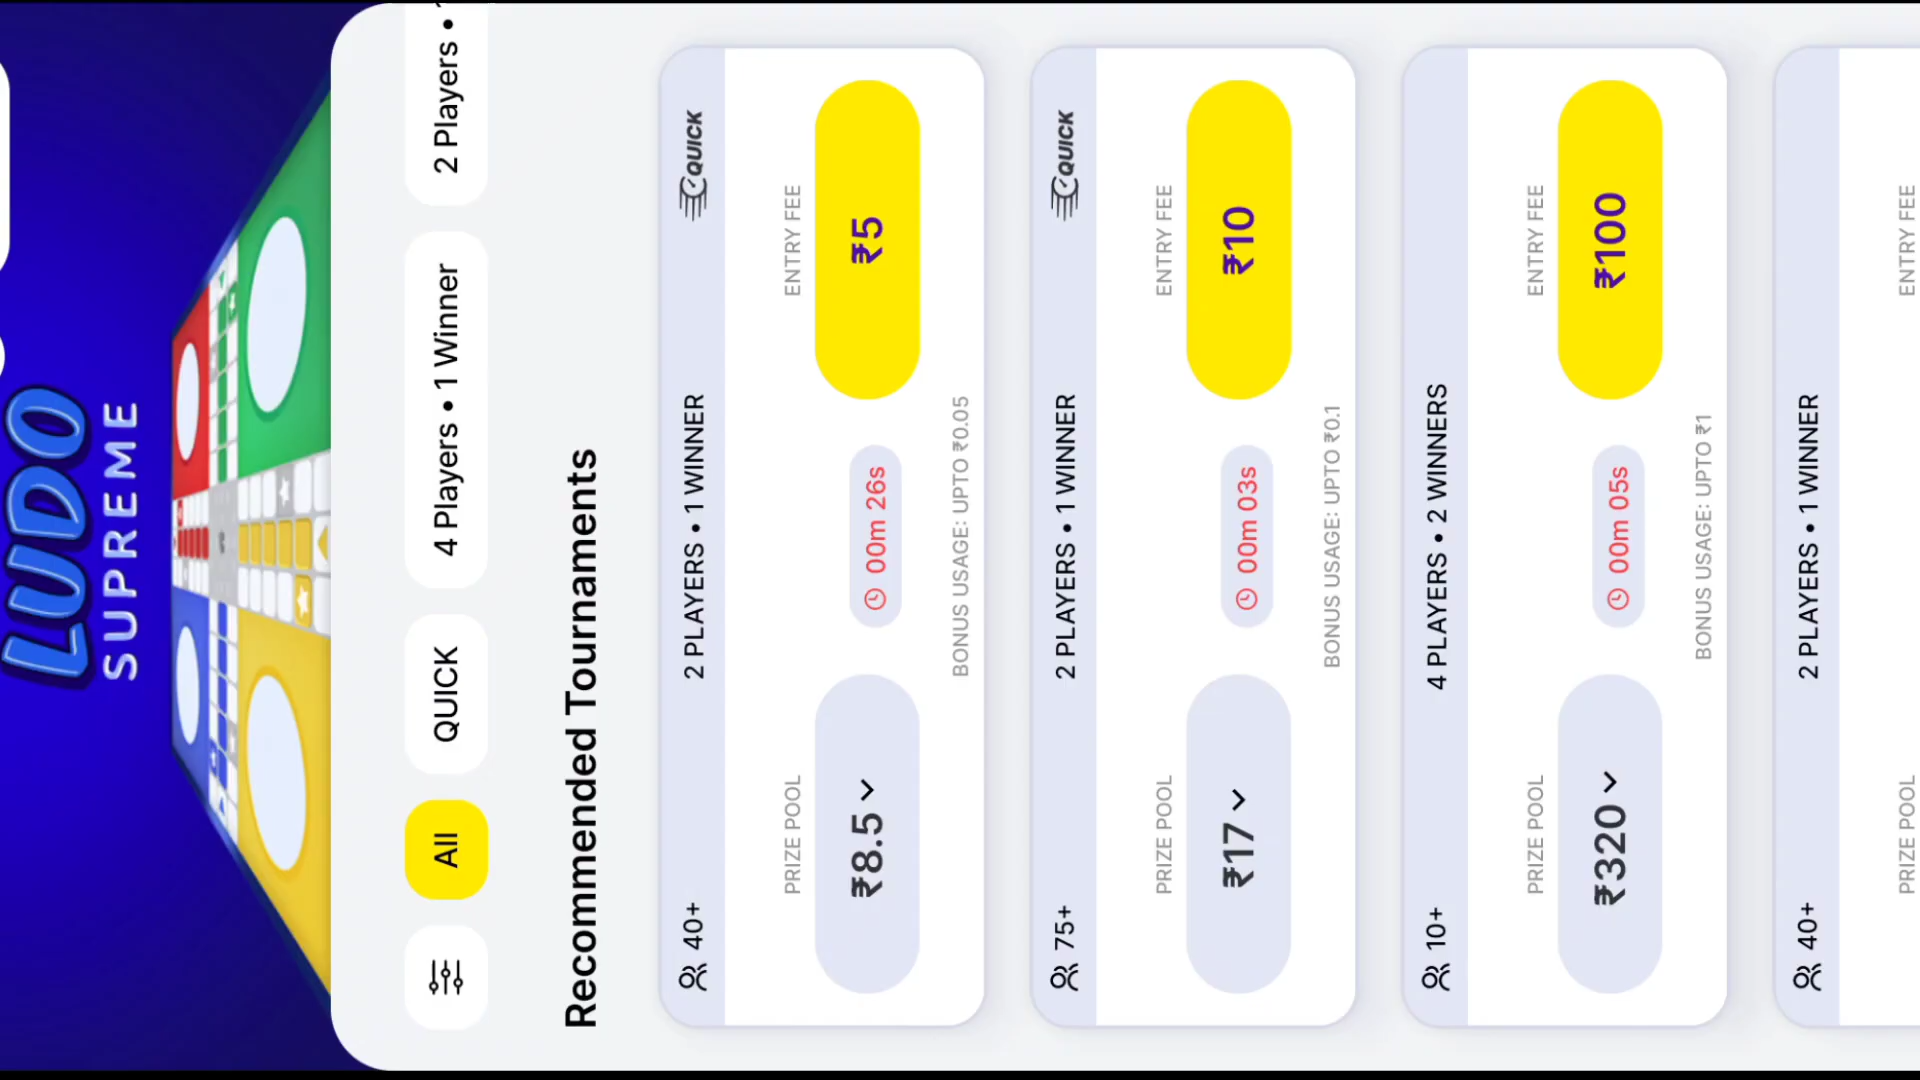 LUDO
SUPREME
All
QUICK
4 Players • 1 Winner
2 Players •
Recommended Tournaments
40+
2 PLAYERS • 1 WINNER
QUICK
PRIZE POOL
ENTRY FEE
₹8.5
00m 26s
₹5
BONUS USAGE: UPTO ₹0.05
75+
2 PLAYERS • 1 WINNER
QUICK
PRIZE POOL
ENTRY FEE
₹17
00m 03s
₹10
BONUS USAGE: UPTO ₹0.1
10+
4 PLAYERS • 2 WINNERS
PRIZE POOL
ENTRY FEE
₹320
00m 05s
₹100
BONUS USAGE: UPTO ₹1
40+
2 PLAYERS • 1 WINNER
PRIZE POOL
ENTRY FEE